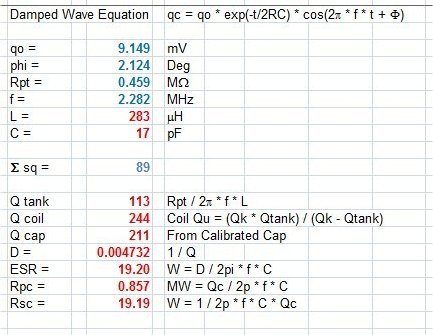 Damped Wave Equation qc = qo * exp(-t/2RC) * cos(2π * f * t + Φ)
qo = 9.149 mV
phi = 2.124 Deg
Rpt = 0.459 MΩ
f = 2.282 MHz
L = 283 µH
C = 17 pF
Σ sq = 89
Q tank 113 Rpt / 2π * f * L
Q coil 244 Coil Qu = (Qk * Qtank) / (Qk - Qtank)
Q cap 211 From Calibrated Cap
D = 0.004732 1 / Q
ESR = 19.20 W = D / 2pi * f * C
Rpc = 0.857 MW = Qc / 2p * f * C
Rsc = 19.19 W = 1 / 2p * f * C * Qc